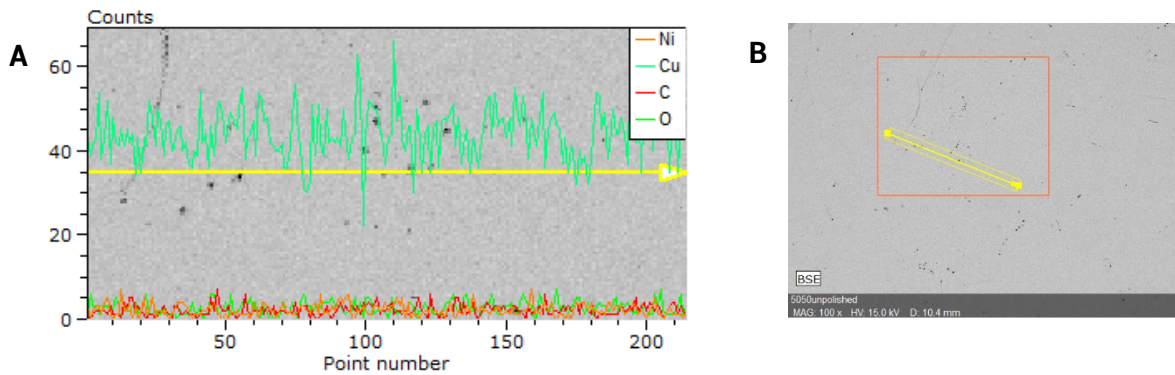 A
Counts
60
40
20
0
50
100
150
200
Point number
Ni
Cu
C
O
B
BSE
5050unpolished
MAG: 100 x HV: 15.0 kV D: 10.4 mm